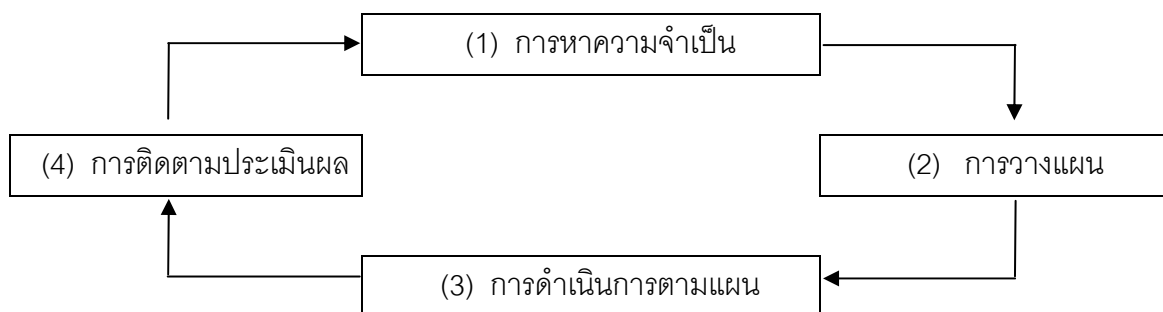 (1) การหาความจำเป็น
(4) การติดตามประเมินผล
(2) การวางแผน
(3) การดำเนินการตามแผน